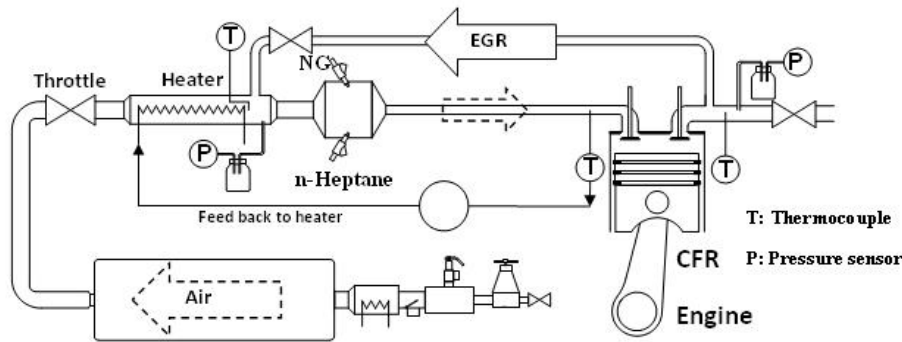 EGR
T
P
NG
Throttle
Heater
P
n-Heptane
T
T
Feed back to heater
T: Thermocouple
CFR
P: Pressure sensor
Air
Engine